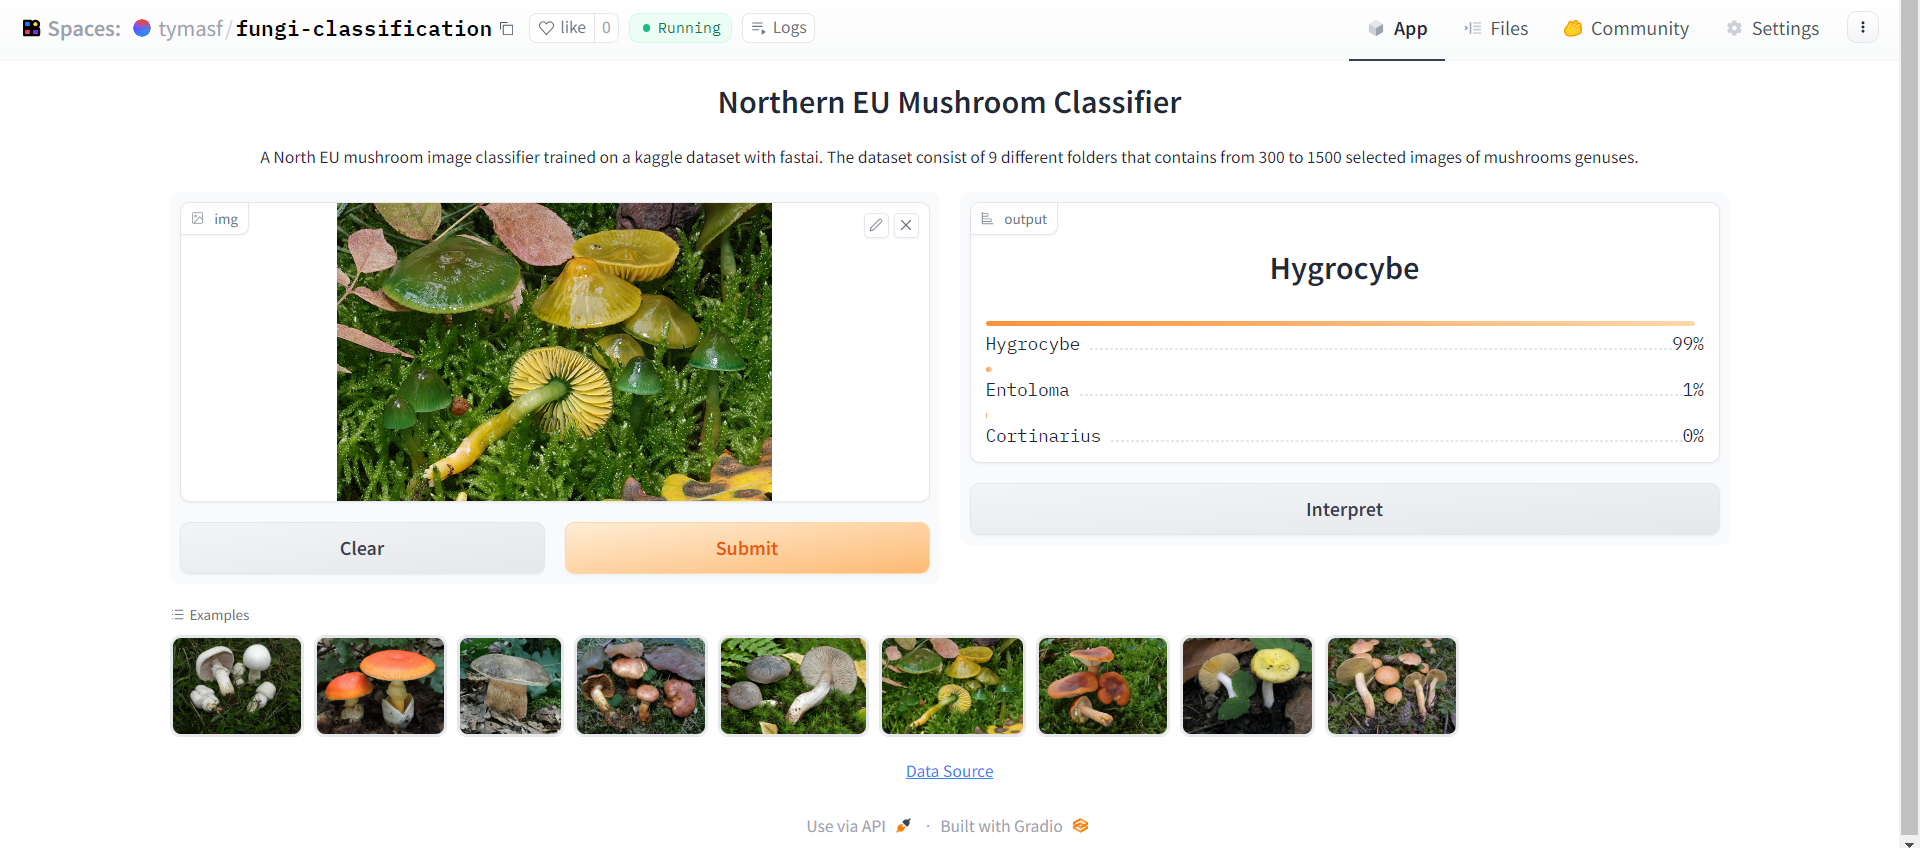 Spaces: tymasf/fungi-classification like 0 Running Logs App Files Community Settings
Northern EU Mushroom Classifier
A North EU mushroom image classifier trained on a kaggle dataset with fastai. The dataset consist of 9 different folders that contains from 300 to 1500 selected images of mushrooms genuses.
img
output
Hygrocybe
Hygrocybe 99%
Entoloma 1%
Cortinarius 0%
Interpret
Clear Submit
Examples
Data Source
Use via API · Built with Gradio